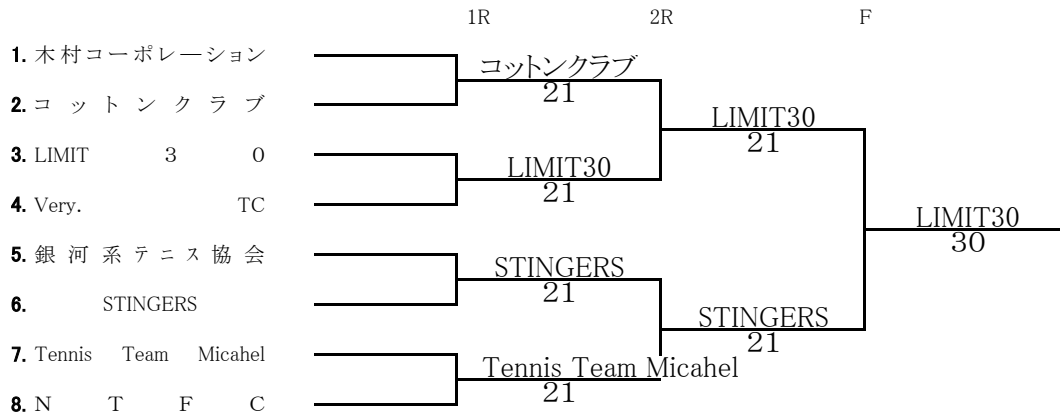 1R 2R F
1. 木村コーポレーション
コットンクラブ
21
2. コットンクラブ
LIMIT30
21
3. LIMIT 3 0
LIMIT30
21
4. Very. TC
LIMIT30
30
5. 銀河系テニス協会
STINGERS
21
6. STINGERS
STINGERS
21
7. Tennis Team Micahel
Tennis Team Micahel
21
8. N T F C